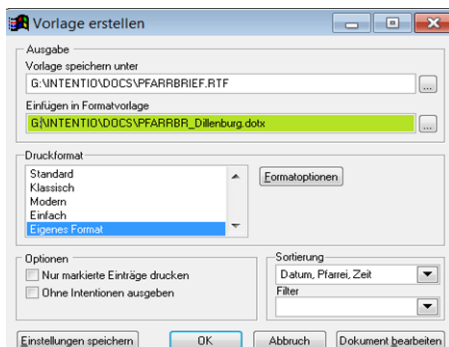 Vorlage erstellen
Ausgabe
Vorlage speichern unter
G:\INTENTIO\DOCS\PFARRBRIEF.RTF
...
Einfügen in Formatvorlage
G:\INTENTIO\DOCS\PFARRBR_Dillenburg.dotx
...
Druckformat
Standard
Klassisch
Modern
Einfach
Eigenes Format
Formatoptionen
Optionen
Nur markierte Einträge drucken
Ohne Intentionen ausgeben
Sortierung
Datum, Pfarrei, Zeit
Filter
Einstellungen speichern
OK
Abbruch
Dokument bearbeiten